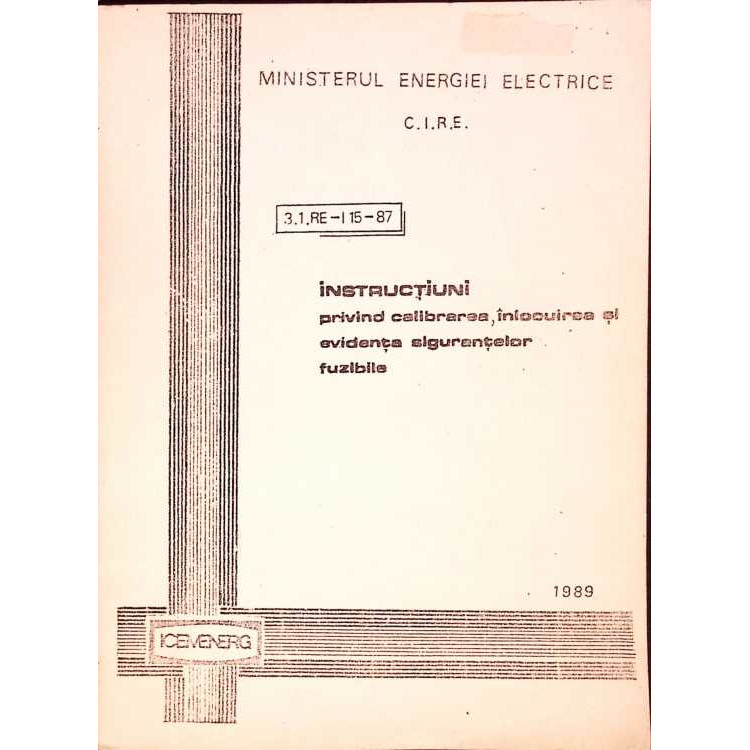 MINISTERUL ENERGIEI ELECTRICE
C.I.R.E.
3.1.RE-I 15-87
INSTRUCȚIUNI
privind calibrarea, înlocuirea și
evidența siguranțelor
fuzibile
1989
ICEMENERG